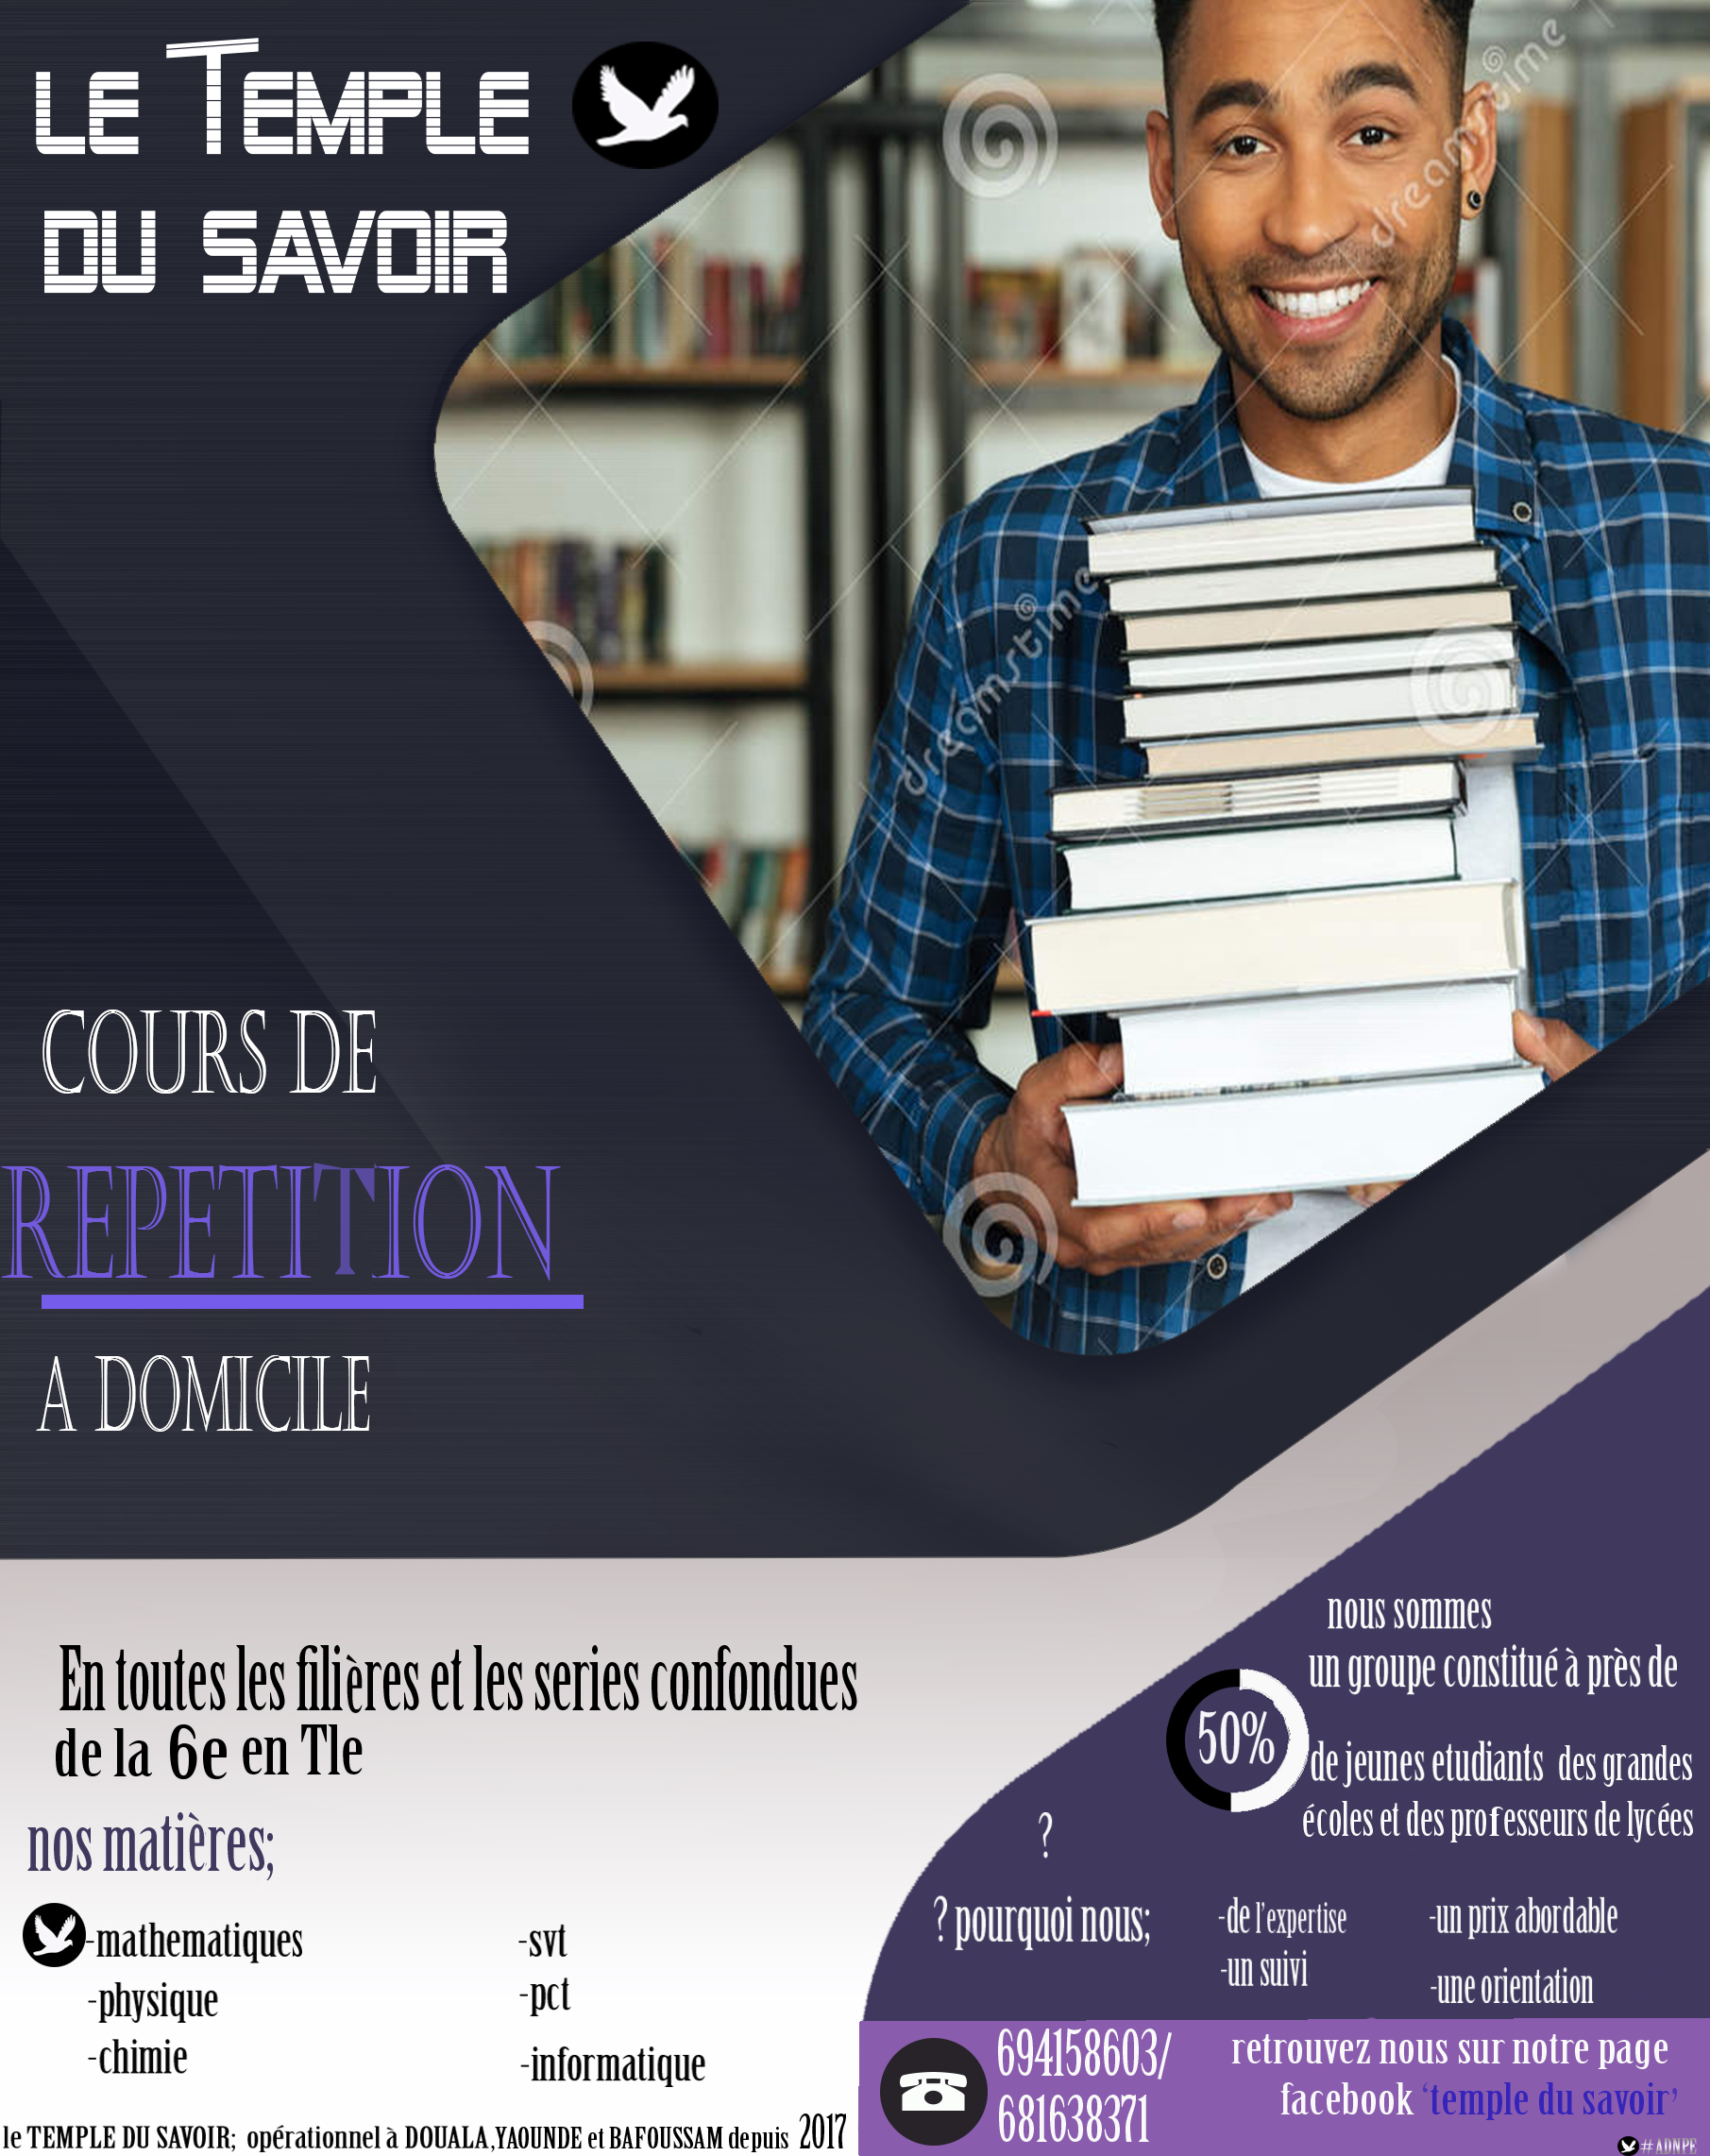 LE TEMPLE
DU SAVOIR
dreamstime
dreamstime
COURS DE
REPETITION
A DOMICILE
En toutes les filières et les series confondues
de la 6e en Tle
nos matières;
-mathematiques
-physique
-chimie
-svt
-pct
-informatique
le TEMPLE DU SAVOIR; opérationnel à DOUALA,YAOUNDE et BAFOUSSAM depuis 2017
nous sommes
un groupe constitué à près de
50%
de jeunes etudiants des grandes
écoles et des professeurs de lycées
?
? pourquoi nous;
-de l'expertise
-un suivi
-un prix abordable
-une orientation
694158603/
681638371
retrouvez nous sur notre page
facebook 'temple du savoir'
# ADNPE